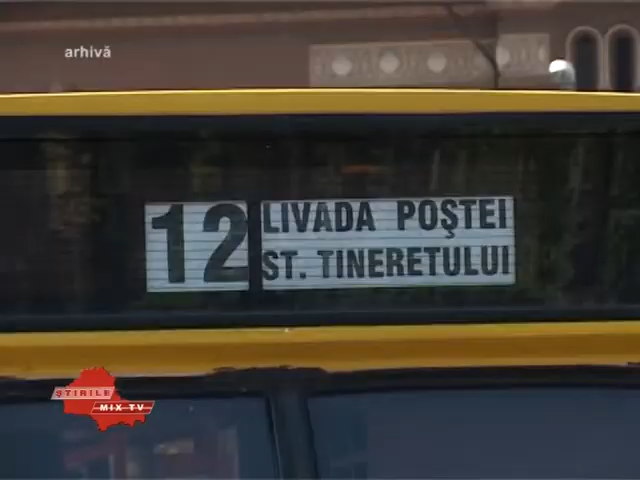 arhivă
12
LIVADA POŞTEI
ST. TINERETULUI
ŞTIRILE
MIX TV